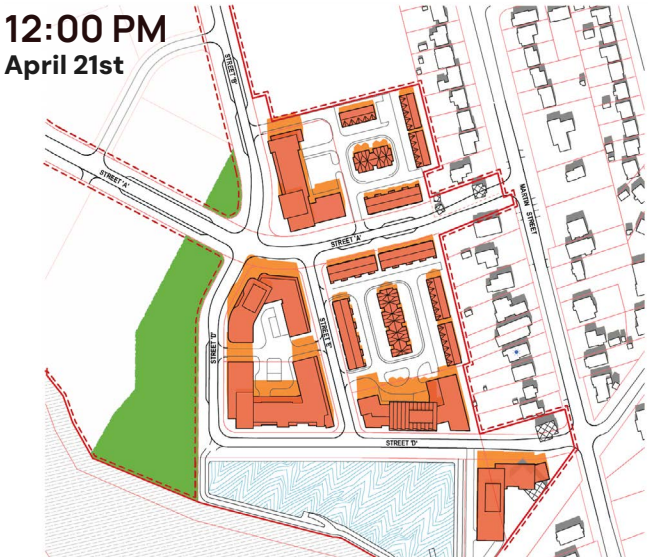 12:00 PM
April 21st
STREET 'B'
STREET 'A'
MARTIN STREET
STREET 'A'
STREET 'D'
STREET 'E'
STREET 'D'